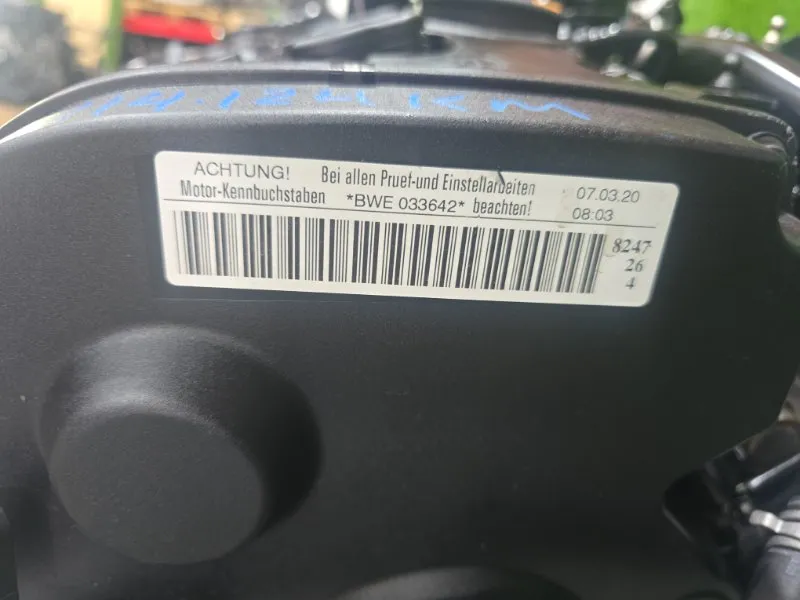 ACHTUNG! Bei allen Pruef-und Einstellarbeiten 07.03.20
Motor-Kennbuchstaben *BWE 033642* beachten! 08:03
8247
26
4